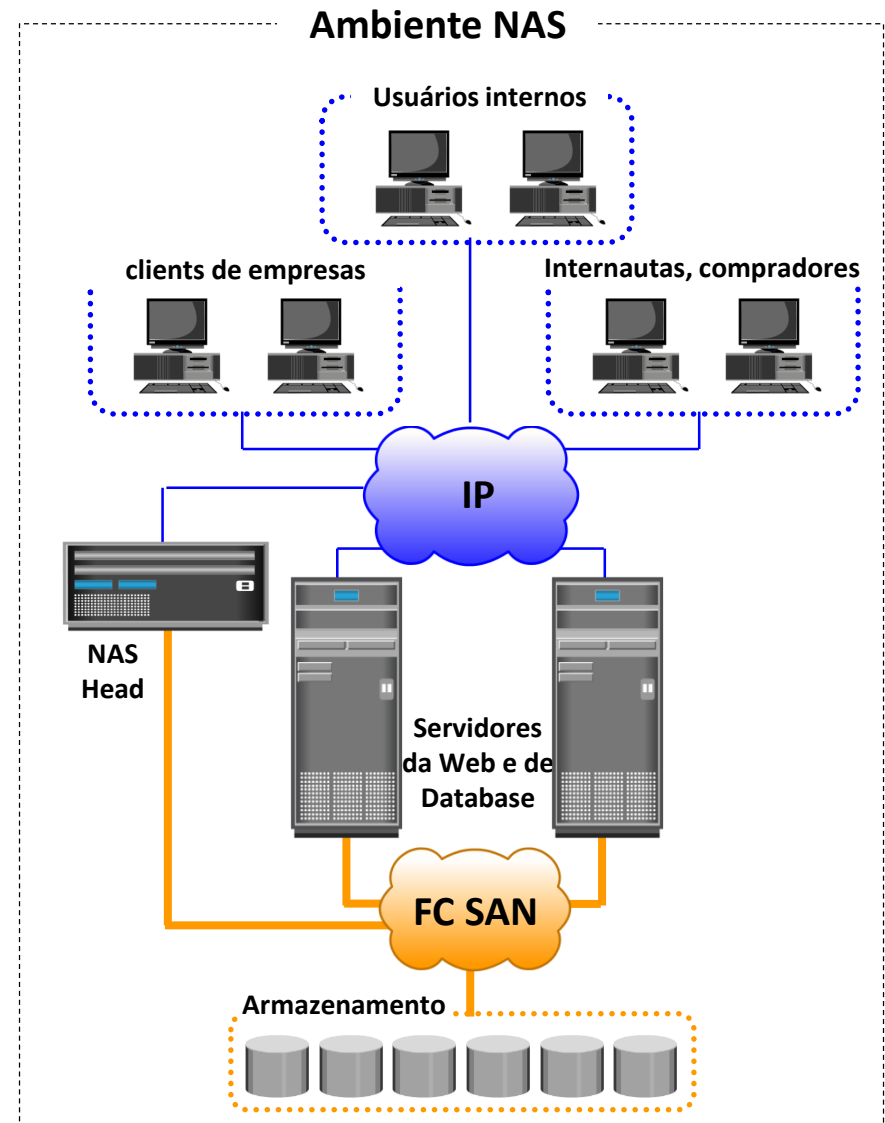 Ambiente NAS
Usuários internos
clients de empresas
Internautas, compradores
IP
NAS
Head
Servidores
da Web e de
Database
FC SAN
Armazenamento